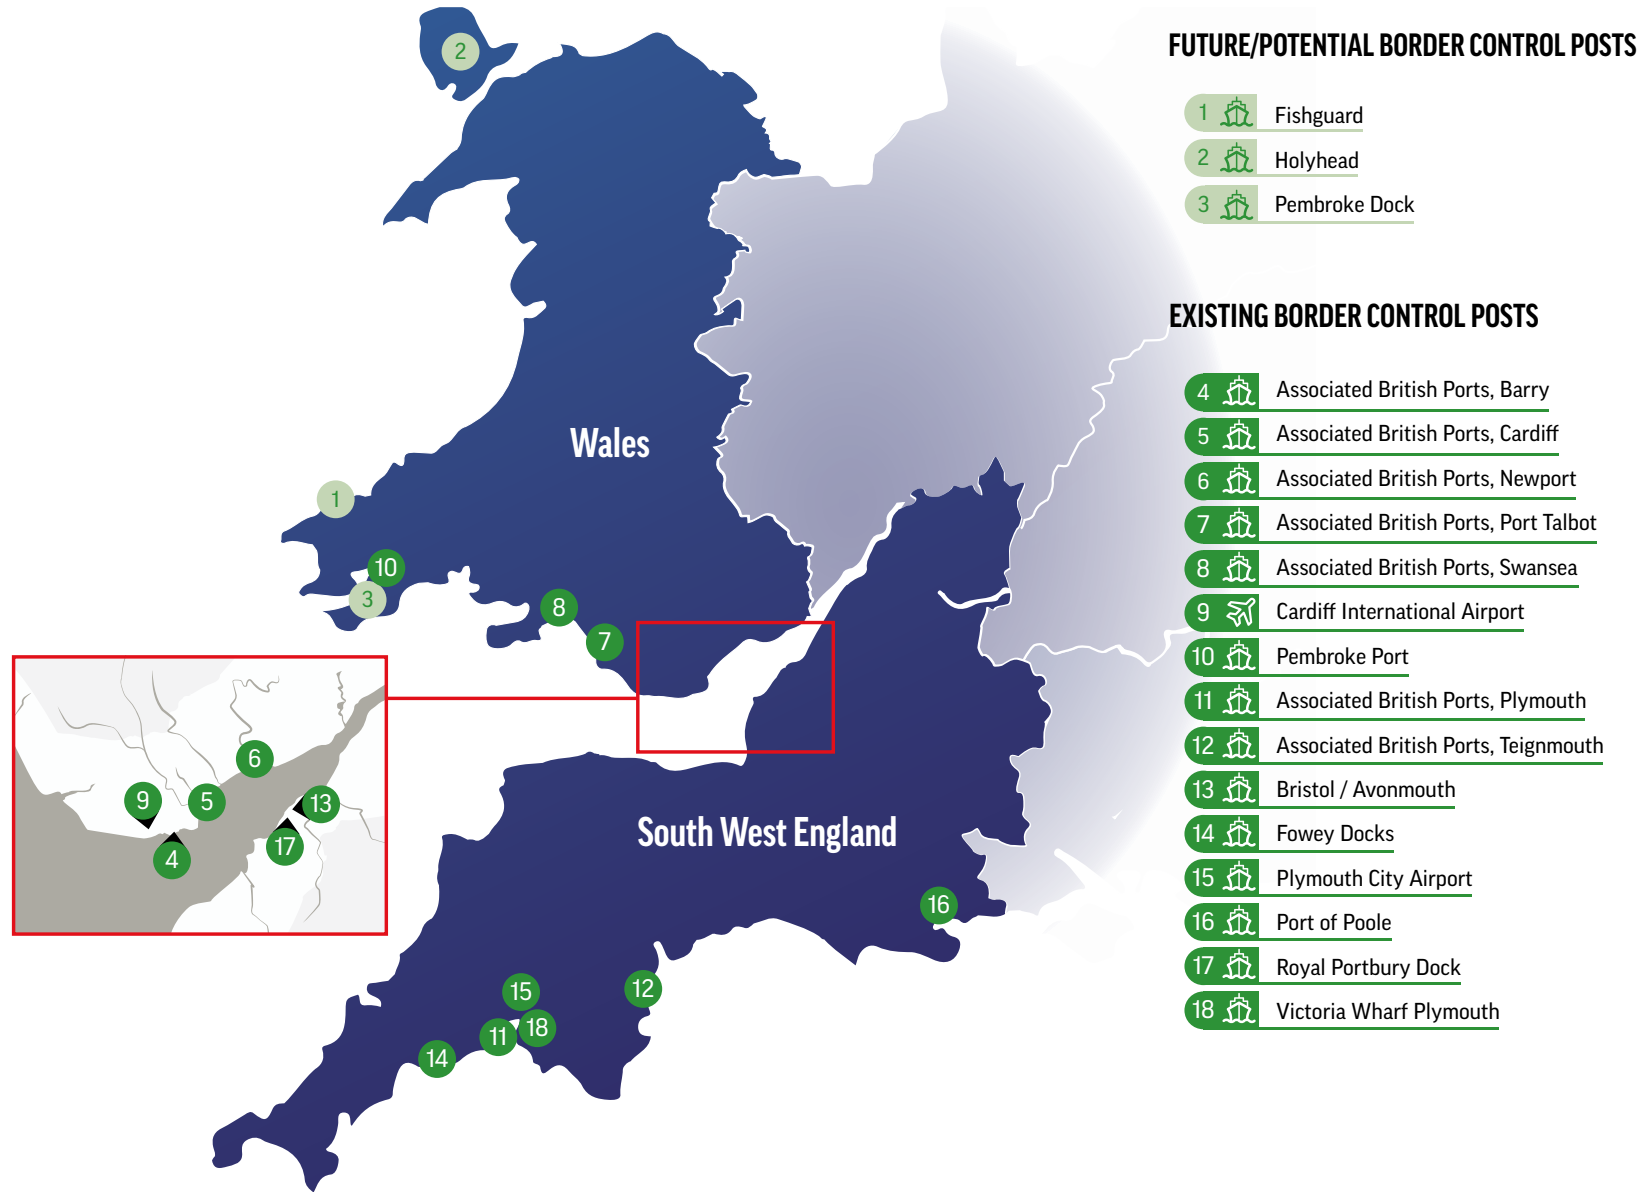 FUTURE/POTENTIAL BORDER CONTROL POSTS
1 Fishguard
2 Holyhead
3 Pembroke Dock
EXISTING BORDER CONTROL POSTS
4 Associated British Ports, Barry
5 Associated British Ports, Cardiff
6 Associated British Ports, Newport
7 Associated British Ports, Port Talbot
8 Associated British Ports, Swansea
9 Cardiff International Airport
10 Pembroke Port
11 Associated British Ports, Plymouth
12 Associated British Ports, Teignmouth
13 Bristol / Avonmouth
14 Fowey Docks
15 Plymouth City Airport
16 Port of Poole
17 Royal Portbury Dock
18 Victoria Wharf Plymouth
2
Wales
1
10
3
8
7
6
9
5
13
17
4
South West England
16
12
15
18
11
14